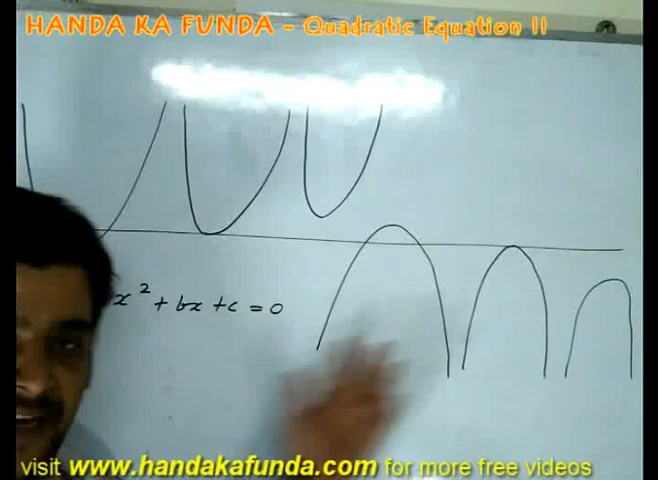 HANDA KA FUNDA - Quadratic Equation II
x² + bx + c = 0
visit www.handakafunda.com for more free videos